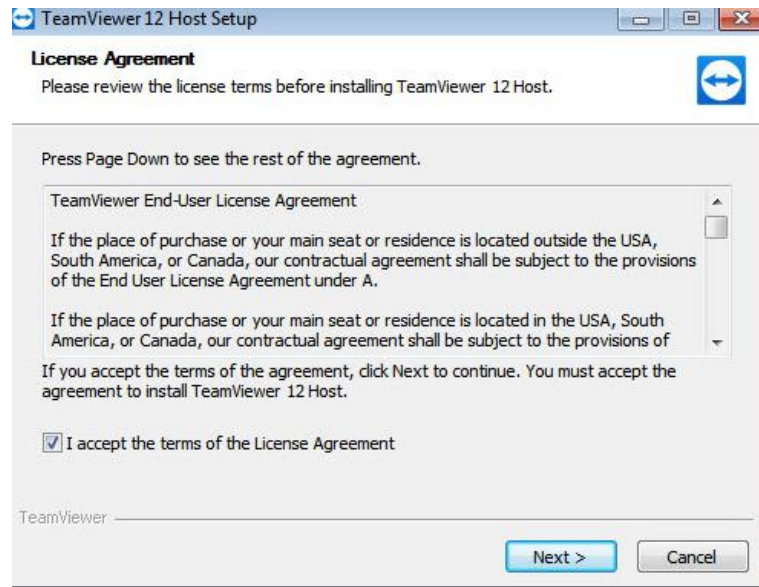 TeamViewer 12 Host Setup
License Agreement
Please review the license terms before installing TeamViewer 12 Host.
Press Page Down to see the rest of the agreement.
TeamViewer End-User License Agreement
If the place of purchase or your main seat or residence is located outside the USA,
South America, or Canada, our contractual agreement shall be subject to the provisions
of the End User License Agreement under A.
If the place of purchase or your main seat or residence is located in the USA, South
America, or Canada, our contractual agreement shall be subject to the provisions of
If you accept the terms of the agreement, click Next to continue. You must accept the
agreement to install TeamViewer 12 Host.
I accept the terms of the License Agreement
TeamViewer
Next >
Cancel